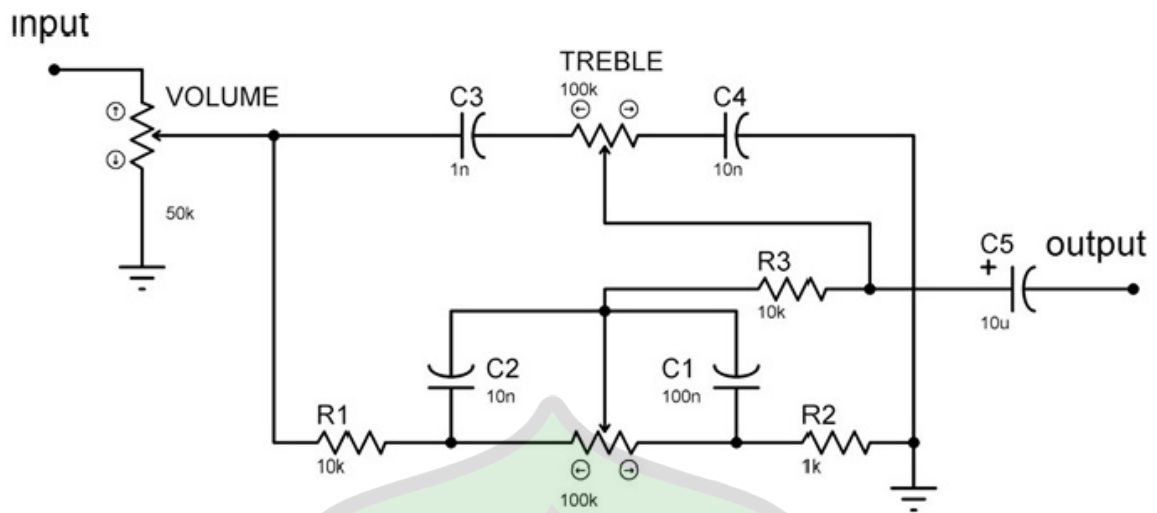 input
VOLUME
50k
C3
1n
TREBLE
100k
C4
10n
R3
10k
C5
+
10u
output
C2
10n
C1
100n
R1
10k
100k
R2
1k